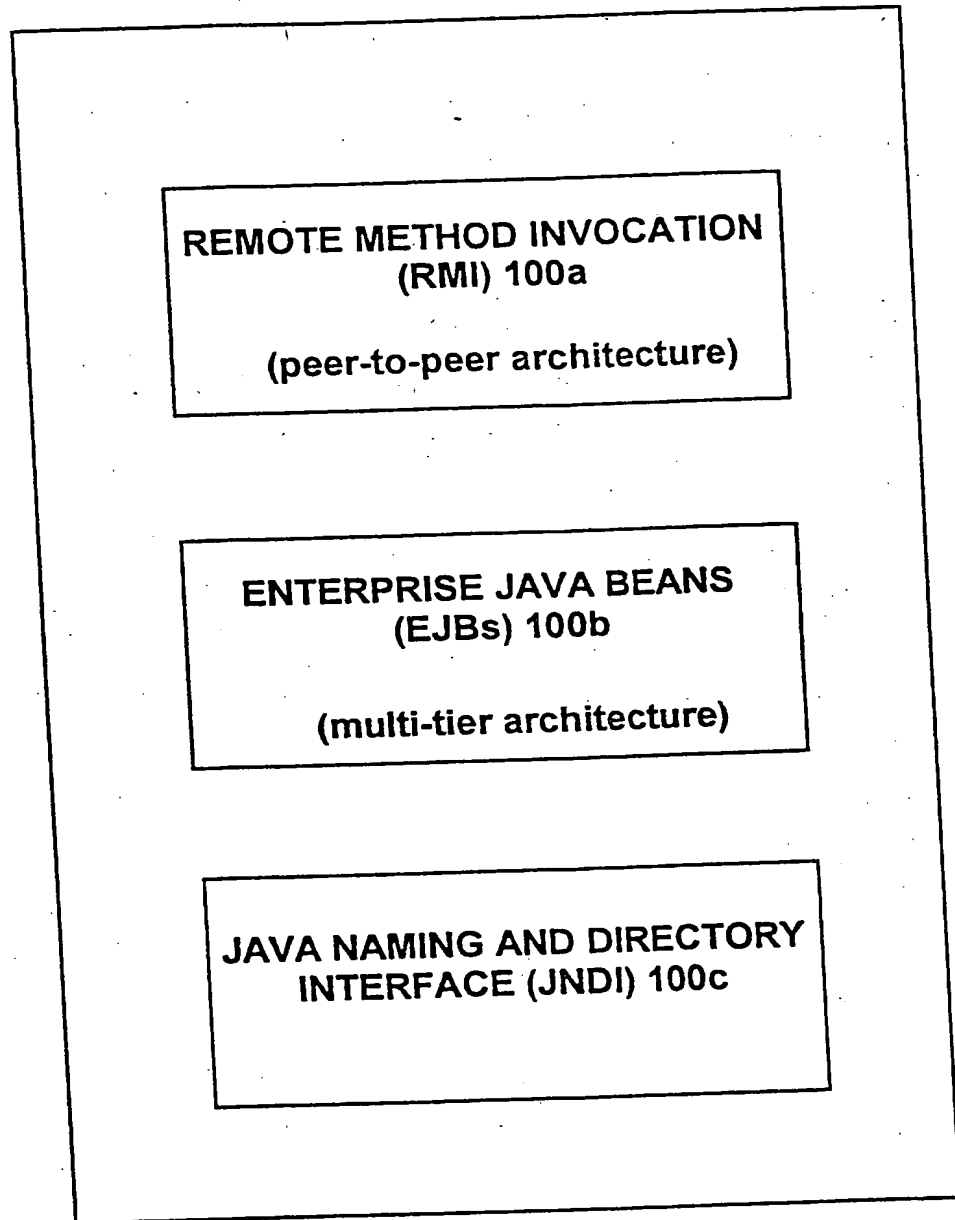 REMOTE METHOD INVOCATION
(RMI) 100a
(peer-to-peer architecture)
ENTERPRISE JAVA BEANS
(EJBs) 100b
(multi-tier architecture)
JAVA NAMING AND DIRECTORY
INTERFACE (JNDI) 100c